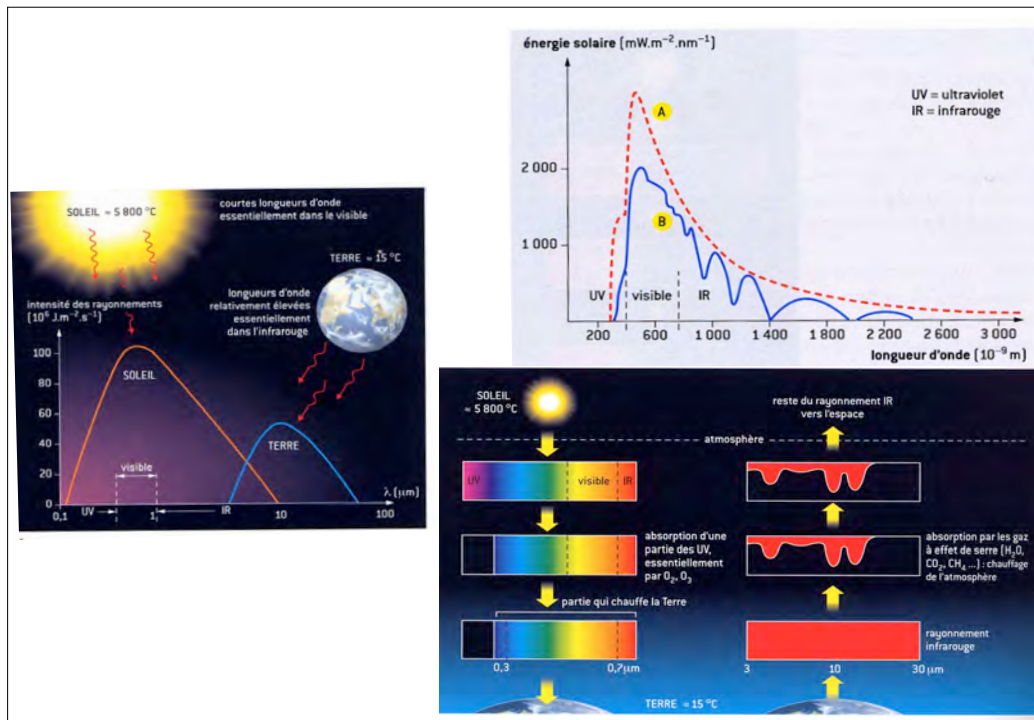 énergie solaire (mW.m⁻².nm⁻¹)
UV = ultraviolet
IR = infrarouge
A
B
2 000
1 000
UV
visible
IR
200
600
1 000
1 400
1 800
2 200
2 600
3 000
longueur d'onde (10⁻⁹ m)
SOLEIL ≈ 5 800 °C
courtes longueurs d'onde
essentiellement dans le visible
TERRE ≈ 15 °C
longueurs d'onde
relativement élevées
essentiellement
dans l'infrarouge
intensité des rayonnements
(10⁶ J.m⁻².s⁻¹)
100
80
60
40
20
0
SOLEIL
TERRE
visible
λ (µm)
0,1
UV
1
IR
10
100
SOLEIL
≈ 5 800 °C
reste du rayonnement IR
vers l'espace
atmosphère
UV
visible
IR
absorption d'une
partie des UV,
essentiellement
par O₂, O₃
absorption par les gaz
à effet de serre (H₂O,
CO₂, CH₄ ...) : chauffage
de l'atmosphère
partie qui chauffe la Terre
rayonnement
infrarouge
0,3
0,7 µm
3
10
30 µm
TERRE ≈ 15 °C